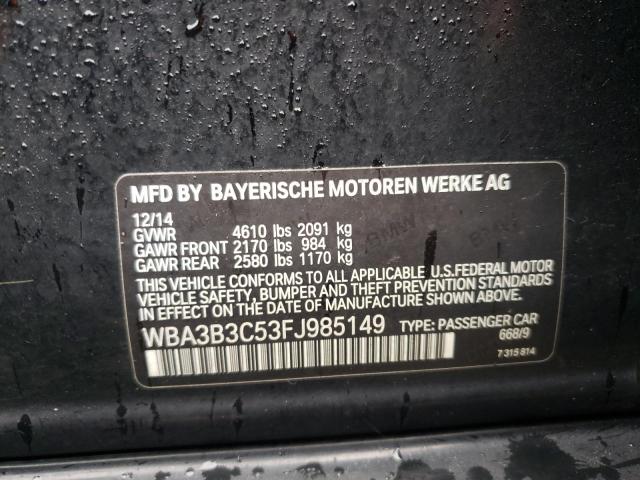 MFD BY BAYERISCHE MOTOREN WERKE AG
12/14
GVWR 4610 lbs 2091 kg
GAWR FRONT 2170 lbs 984 kg
GAWR REAR 2580 lbs 1170 kg
THIS VEHICLE CONFORMS TO ALL APPLICABLE U.S.FEDERAL MOTOR
VEHICLE SAFETY, BUMPER AND THEFT PREVENTION STANDARDS
IN EFFECT ON THE DATE OF MANUFACTURE SHOWN ABOVE.
WBA3B3C53FJ985149 TYPE: PASSENGER CAR
668/9
7 315 814